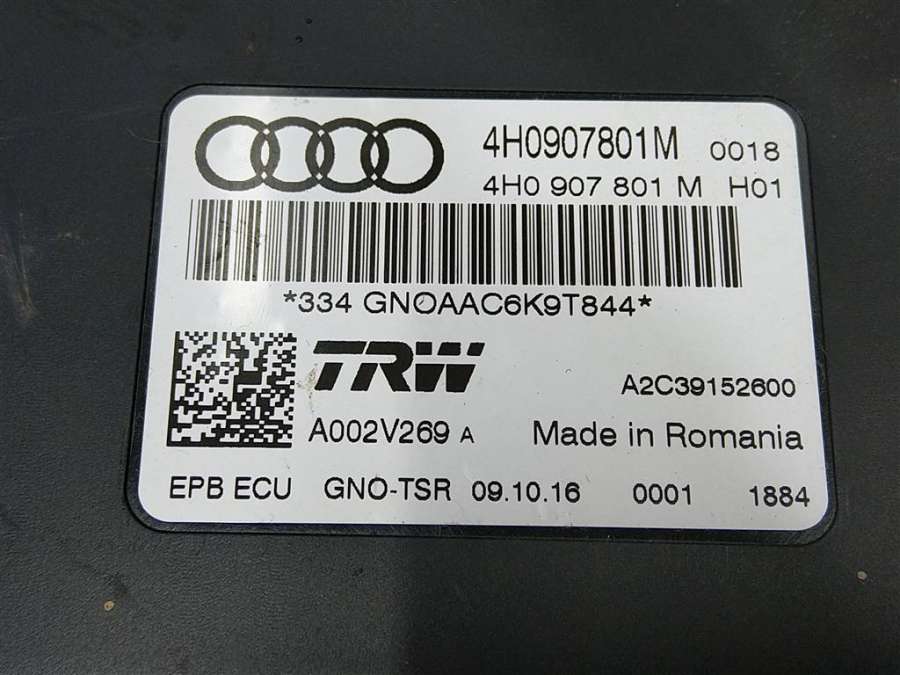 4H0907801M 0018
4H0 907 801 M H01
*334 GNOAAC6K9T844*
TRW
A2C39152600
A002V269 A Made in Romania
EPB ECU GNO-TSR 09.10.16 0001 1884